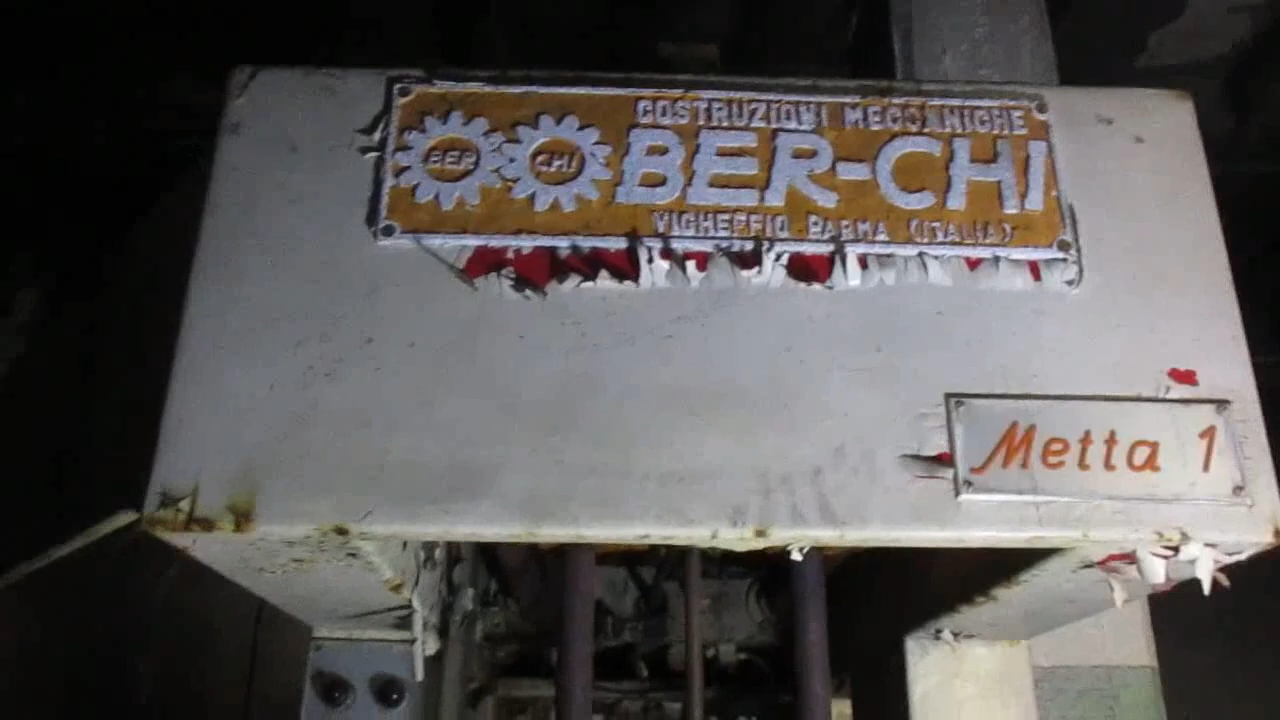 COSTRUZIONI MECCANICHE
BER CHI BER-CHI
VIGHEFFIO PARMA (ITALIA)
Metta 1